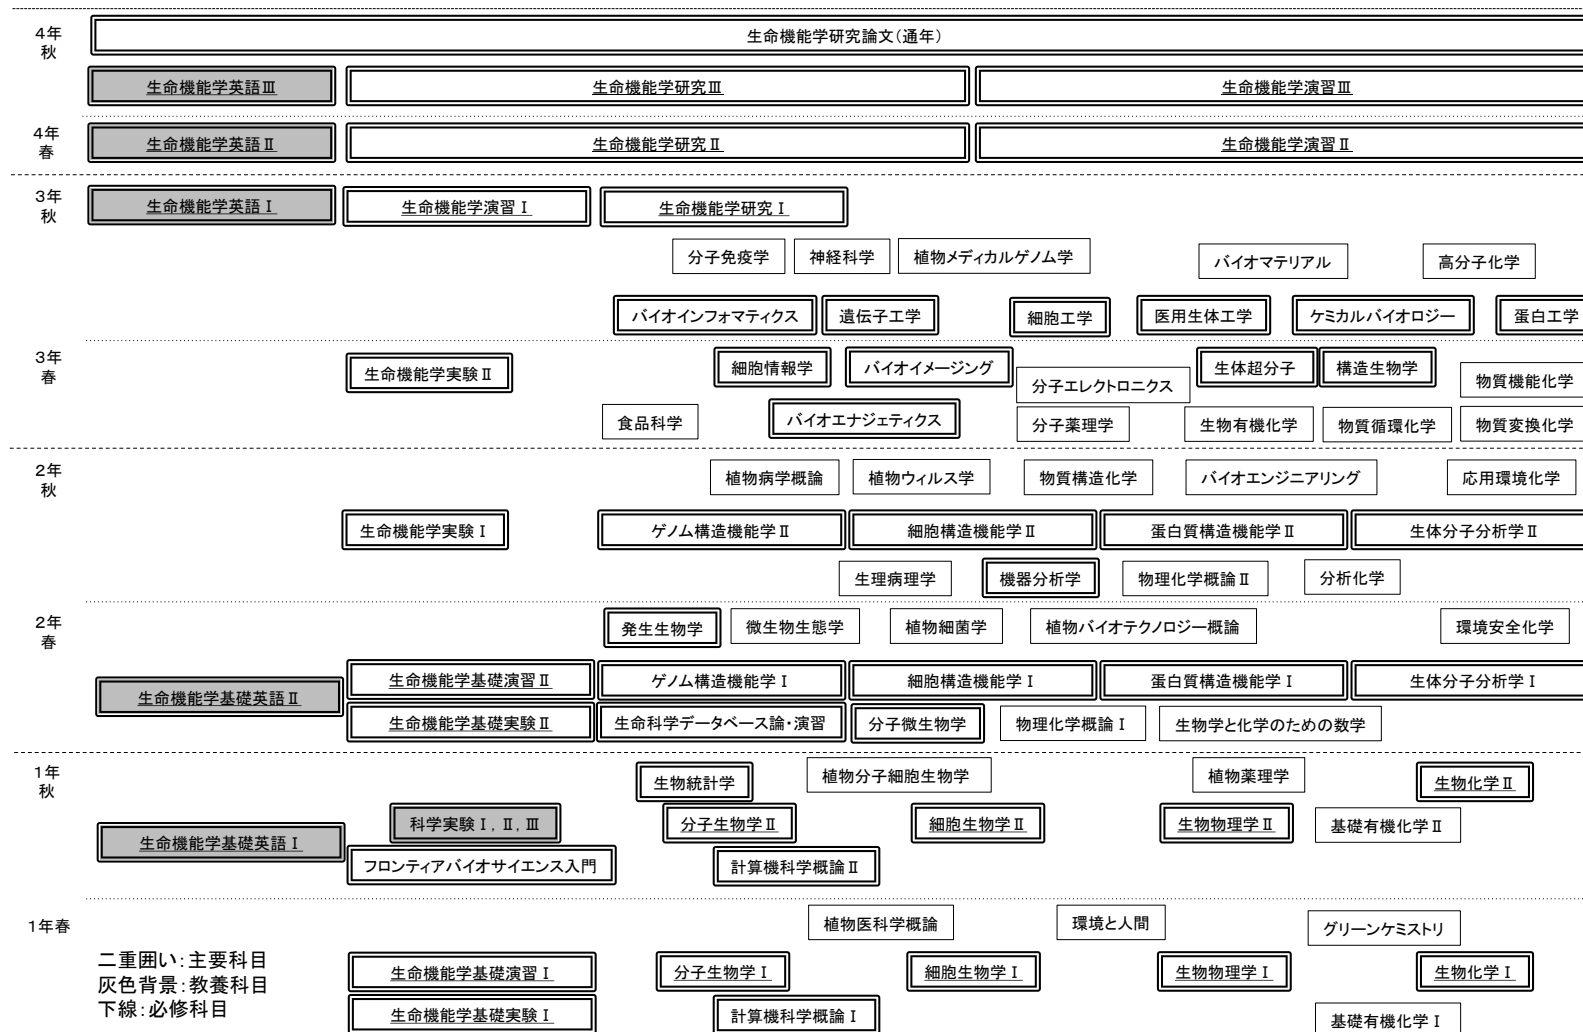 4年
秋
生命機能学研究論文(通年)
生命機能学英語Ⅲ
生命機能学研究Ⅲ
生命機能学演習Ⅲ
4年
春
生命機能学英語Ⅱ
生命機能学研究Ⅱ
生命機能学演習Ⅱ
3年
秋
生命機能学英語Ⅰ
生命機能学演習Ⅰ
生命機能学研究Ⅰ
分子免疫学
神経科学
植物メディカルゲノム学
バイオマテリアル
高分子化学
バイオインフォマティクス
遺伝子工学
細胞工学
医用生体工学
ケミカルバイオロジー
蛋白工学
3年
春
生命機能学実験Ⅱ
細胞情報学
バイオイメージング
分子エレクトロニクス
生体超分子
構造生物学
物質機能化学
食品科学
バイオエナジェティクス
分子薬理学
生物有機化学
物質循環化学
物質変換化学
2年
秋
植物病学概論
植物ウィルス学
物質構造化学
バイオエンジニアリング
応用環境化学
生命機能学実験Ⅰ
ゲノム構造機能学Ⅱ
細胞構造機能学Ⅱ
蛋白質構造機能学Ⅱ
生体分子分析学Ⅱ
生理病理学
機器分析学
物理化学概論Ⅱ
分析化学
2年
春
発生生物学
微生物生態学
植物細菌学
植物バイオテクノロジー概論
環境安全化学
生命機能学基礎英語Ⅱ
生命機能学基礎演習Ⅱ
ゲノム構造機能学Ⅰ
細胞構造機能学Ⅰ
蛋白質構造機能学Ⅰ
生体分子分析学Ⅰ
生命機能学基礎実験Ⅱ
生命科学データベース論・演習
分子微生物学
物理化学概論Ⅰ
生物学と化学のための数学
1年
秋
生物統計学
植物分子細胞生物学
植物薬理学
生物化学Ⅱ
生命機能学基礎英語Ⅰ
科学実験Ⅰ,Ⅱ,Ⅲ
分子生物学Ⅱ
細胞生物学Ⅱ
生物物理学Ⅱ
基礎有機化学Ⅱ
フロンティアバイオサイエンス入門
計算機科学概論Ⅱ
1年春
植物医科学概論
環境と人間
グリーンケミストリ
二重囲い:主要科目
灰色背景:教養科目
下線:必修科目
生命機能学基礎演習Ⅰ
分子生物学Ⅰ
細胞生物学Ⅰ
生物物理学Ⅰ
生物化学Ⅰ
生命機能学基礎実験Ⅰ
計算機科学概論Ⅰ
基礎有機化学Ⅰ